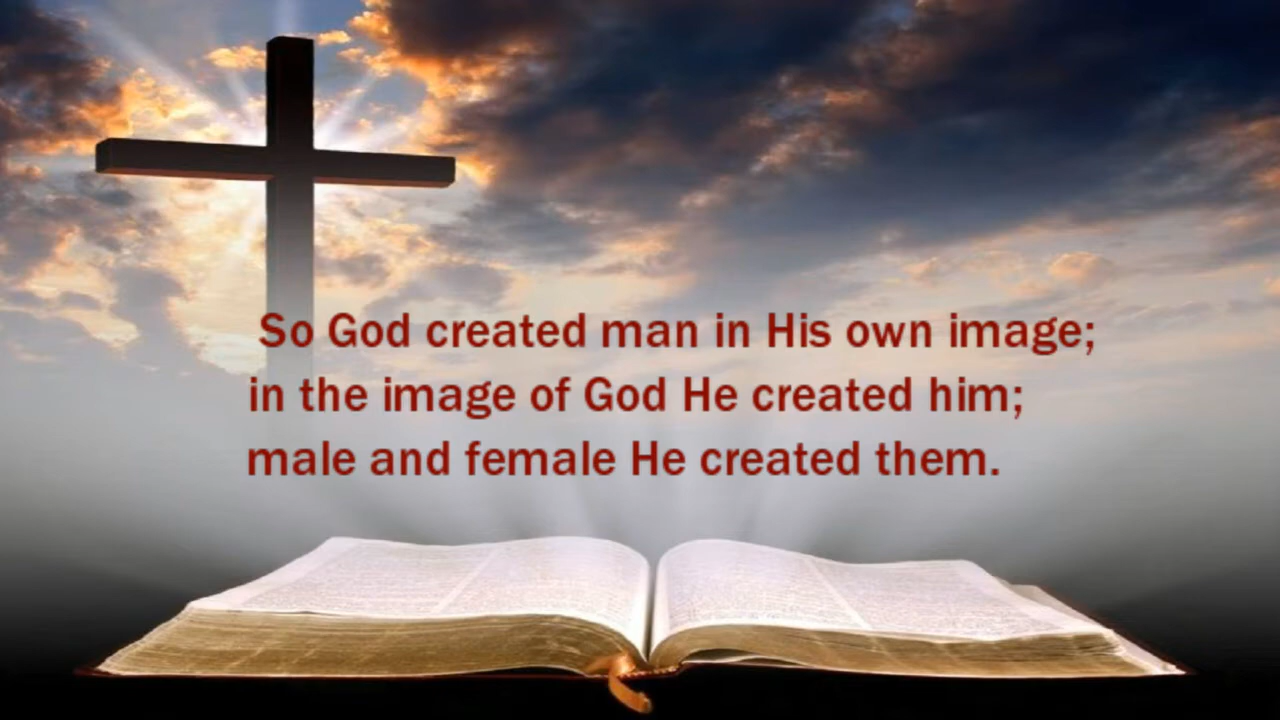 So God created man in His own image;
in the image of God He created him;
male and female He created them.